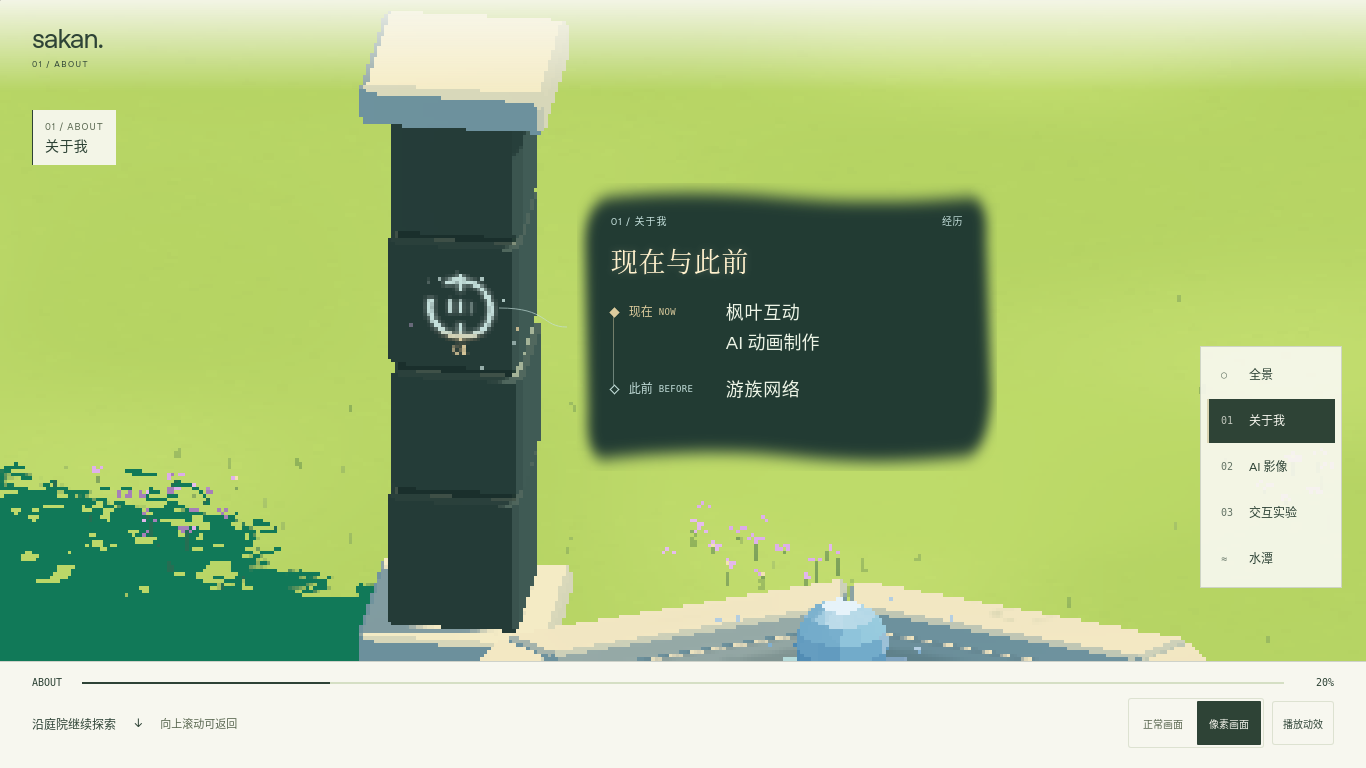 sakan.
01 / ABOUT
01 / ABOUT
关于我
01 / 关于我
经历
现在与此前
现在 NOW
枫叶互动
AI 动画制作
此前 BEFORE
游族网络
○ 全景
01 关于我
02 AI 影像
03 交互实验
≈ 水潭
ABOUT
20%
沿庭院继续探索 ↓ 向上滚动可返回
正常画面 像素画面 播放动效